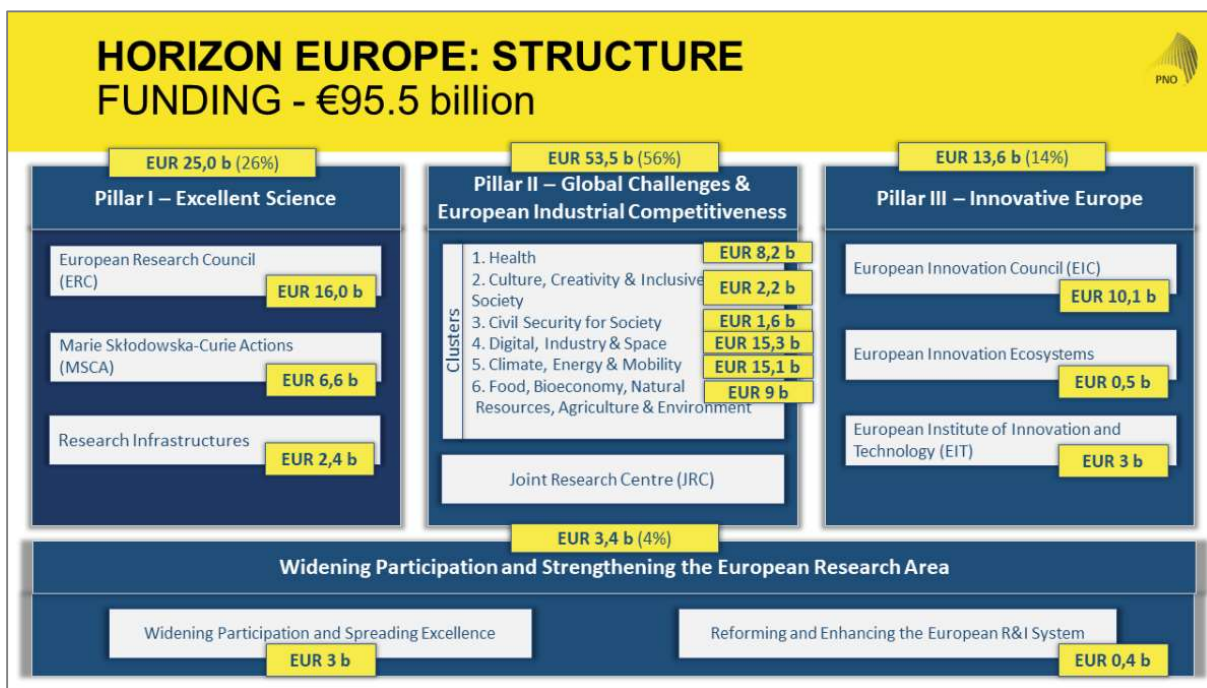 HORIZON EUROPE: STRUCTURE
FUNDING - €95.5 billion
PNO
EUR 25,0 b (26%)
Pillar I – Excellent Science
European Research Council
(ERC)
EUR 16,0 b
Marie Skłodowska-Curie Actions
(MSCA)
EUR 6,6 b
Research Infrastructures
EUR 2,4 b
EUR 53,5 b (56%)
Pillar II – Global Challenges &
European Industrial Competitiveness
Clusters
1. Health
EUR 8,2 b
2. Culture, Creativity & Inclusive
Society
EUR 2,2 b
3. Civil Security for Society
EUR 1,6 b
4. Digital, Industry & Space
EUR 15,3 b
5. Climate, Energy & Mobility
EUR 15,1 b
6. Food, Bioeconomy, Natural
Resources, Agriculture & Environment
EUR 9 b
Joint Research Centre (JRC)
EUR 13,6 b (14%)
Pillar III – Innovative Europe
European Innovation Council (EIC)
EUR 10,1 b
European Innovation Ecosystems
EUR 0,5 b
European Institute of Innovation and
Technology (EIT)
EUR 3 b
EUR 3,4 b (4%)
Widening Participation and Strengthening the European Research Area
Widening Participation and Spreading Excellence
EUR 3 b
Reforming and Enhancing the European R&I System
EUR 0,4 b